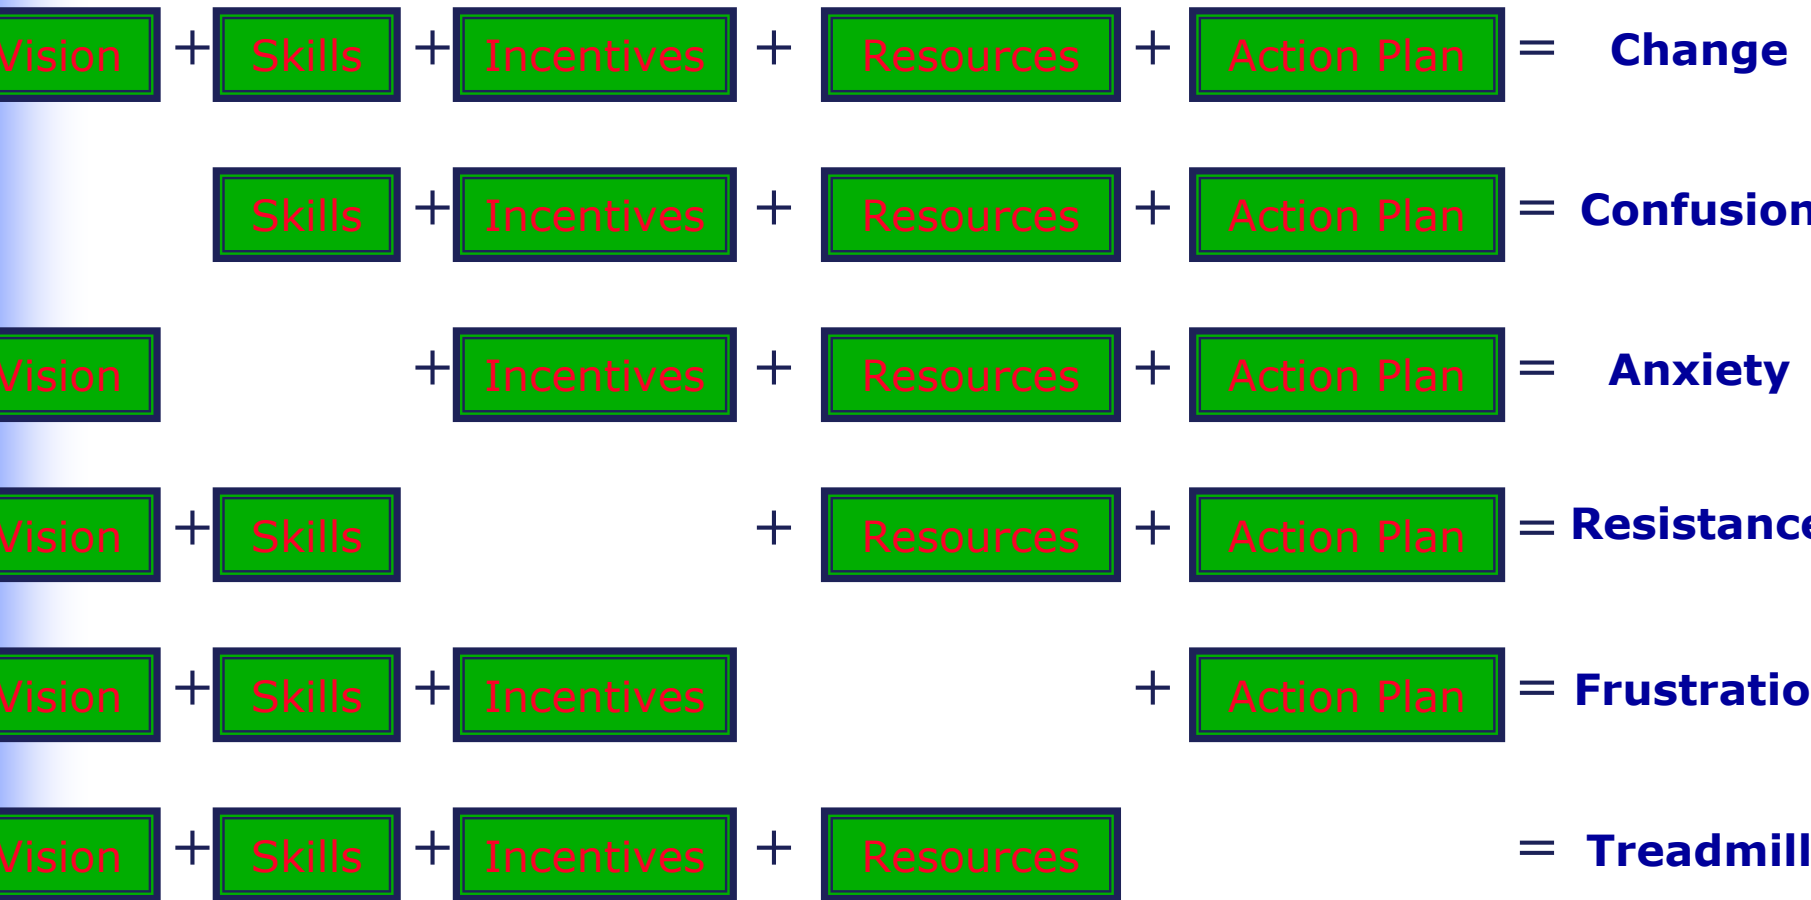 Vision + Skills + Incentives + Resources + Action Plan = Change
Skills + Incentives + Resources + Action Plan = Confusion
Vision + Incentives + Resources + Action Plan = Anxiety
Vision + Skills + Resources + Action Plan = Resistance
Vision + Skills + Incentives + Action Plan = Frustratio
Vision + Skills + Incentives + Resources = Treadmill